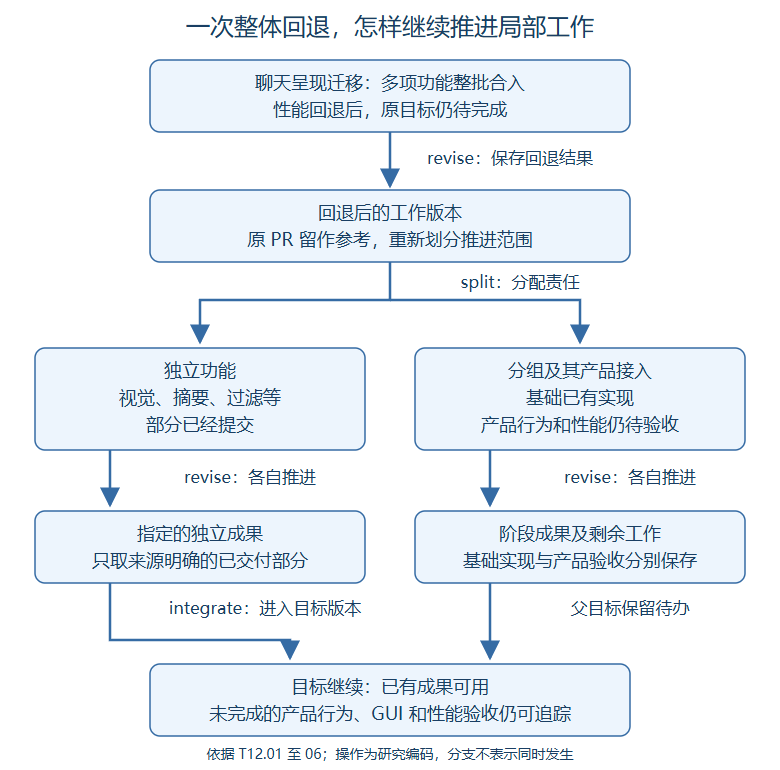 一次整体回退，怎样继续推进局部工作
聊天呈现迁移：多项功能整批合入
性能回退后，原目标仍待完成
revise：保存回退结果
回退后的工作版本
原 PR 留作参考，重新划分推进范围
split：分配责任
独立功能
视觉、摘要、过滤等
部分已经提交
分组及其产品接入
基础已有实现
产品行为和性能仍待验收
revise：各自推进
revise：各自推进
指定的独立成果
只取来源明确的已交付部分
阶段成果及剩余工作
基础实现与产品验收分别保存
integrate：进入目标版本
父目标保留待办
目标继续：已有成果可用
未完成的产品行为、GUI 和性能验收仍可追踪
依据 T12.01 至 06；操作为研究编码，分支不表示同时发生